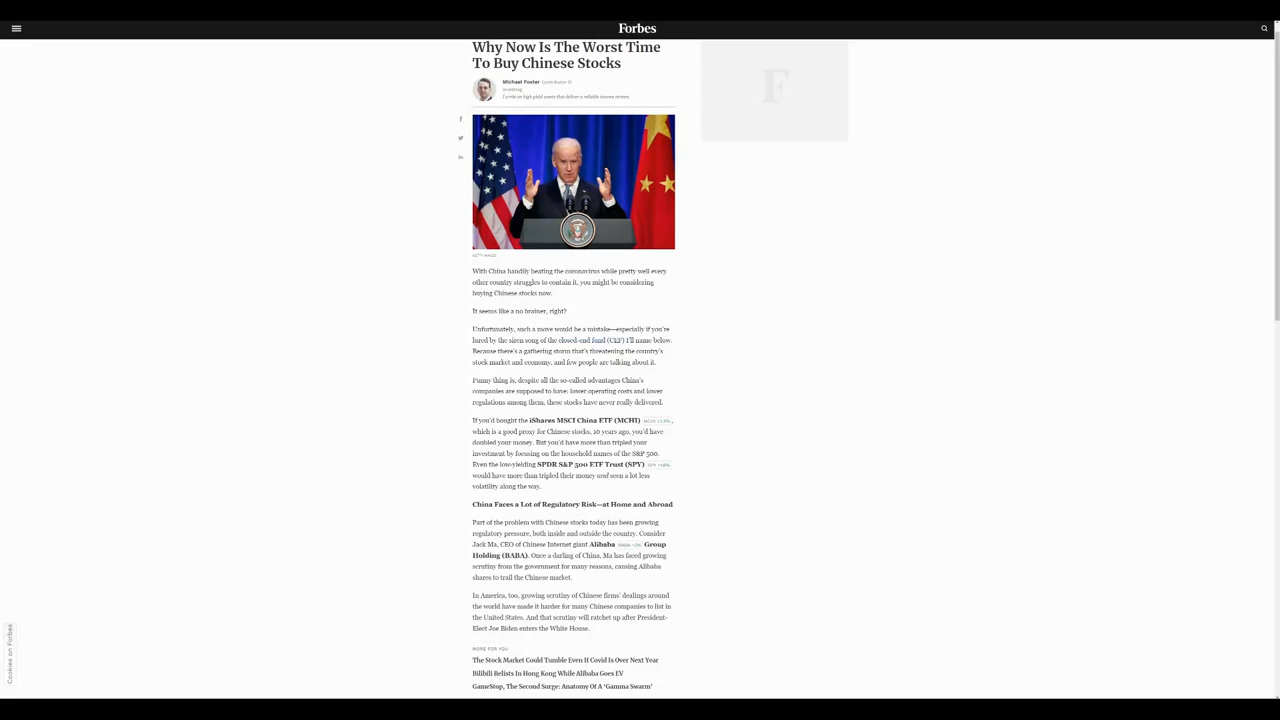 Forbes
Why Now Is The Worst Time
To Buy Chinese Stocks
Michael Foster Contributor
Investing
I write on high yield assets that deliver a reliable income stream.
GETTY IMAGES
With China handily beating the coronavirus while pretty well every
other country struggles to contain it, you might be considering
buying Chinese stocks now.
It seems like a no brainer, right?
Unfortunately, such a move would be a mistake—especially if you're
lured by the siren song of the closed-end fund (CEF) I'll name below.
Because there's a gathering storm that's threatening the country's
stock market and economy, and few people are talking about it.
Funny thing is, despite all the so-called advantages China's
companies are supposed to have: lower operating costs and lower
regulations among them, these stocks have never really delivered.
If you'd bought the iShares MSCI China ETF (MCHI) MCHI ,
which is a good proxy for Chinese stocks, 10 years ago, you'd have
doubled your money. But you'd have more than tripled your
investment by focusing on the household names of the S&P 500.
Even the low-yielding SPDR S&P 500 ETF Trust (SPY) SPY
would have more than tripled their money and seen a lot less
volatility along the way.
China Faces a Lot of Regulatory Risk—at Home and Abroad
Part of the problem with Chinese stocks today has been growing
regulatory pressure, both inside and outside the country. Consider
Jack Ma, CEO of Chinese Internet giant Alibaba BABA Group
Holding (BABA). Once a darling of China, Ma has faced growing
scrutiny from the government for many reasons, causing Alibaba
shares to trail the Chinese market.
In America, too, growing scrutiny of Chinese firms' dealings around
the world have made it harder for many Chinese companies to list in
the United States. And that scrutiny will ratchet up after President-
Elect Joe Biden enters the White House.
MORE FOR YOU
The Stock Market Could Tumble Even If Covid Is Over Next Year
Bilibili Relists In Hong Kong While Alibaba Goes EV
GameStop, The Second Surge: Anatomy Of A 'Gamma Swarm'
Cookies on Forbes